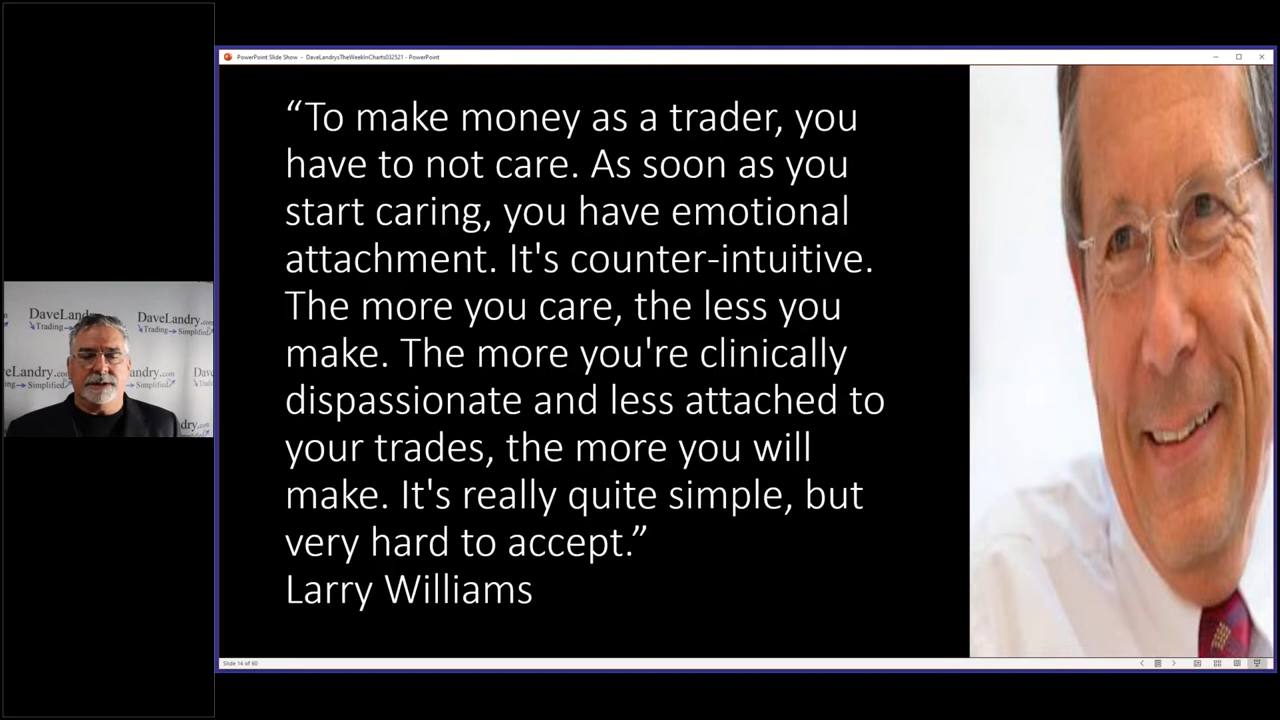 PowerPoint Slide Show - DaveLandrysTheWeekInCharts032521 - PowerPoint
“To make money as a trader, you
have to not care. As soon as you
start caring, you have emotional
attachment. It's counter-intuitive.
The more you care, the less you
make. The more you're clinically
dispassionate and less attached to
your trades, the more you will
make. It's really quite simple, but
very hard to accept.”
Larry Williams
DaveLandry.com
Trading Simplified
Slide 14 of 60